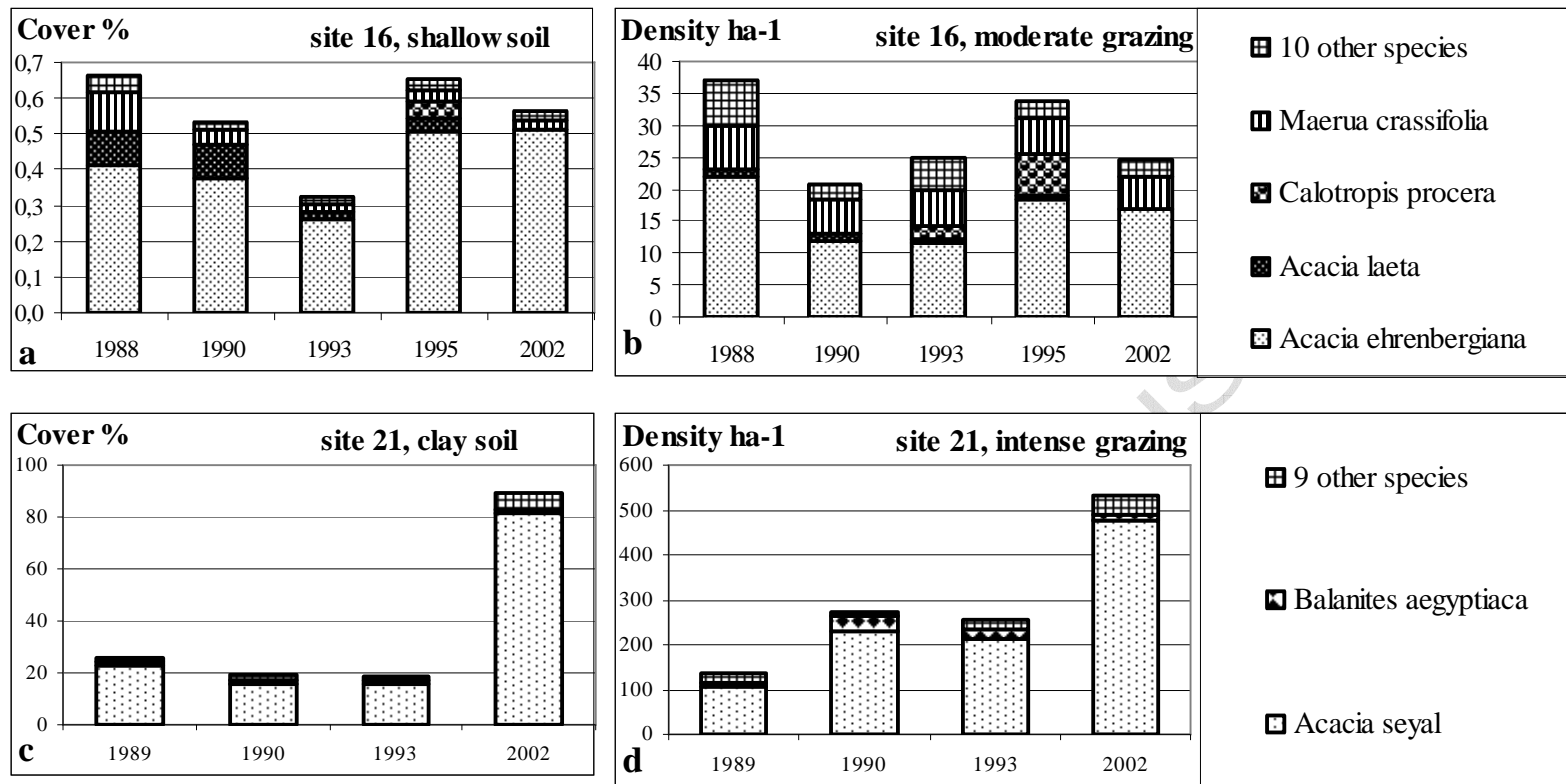 Cover %
site 16, shallow soil
0,7
0,6
0,5
0,4
0,3
0,2
0,1
0,0
1988 1990 1993 1995 2002
a
Density ha-1
site 16, moderate grazing
40
35
30
25
20
15
10
5
0
1988 1990 1993 1995 2002
b
10 other species
Maerua crassifolia
Calotropis procera
Acacia laeta
Acacia ehrenbergiana
Cover %
site 21, clay soil
100
80
60
40
20
0
1989 1990 1993 2002
c
Density ha-1
site 21, intense grazing
600
500
400
300
200
100
0
1989 1990 1993 2002
d
9 other species
Balanites aegyptiaca
Acacia seyal